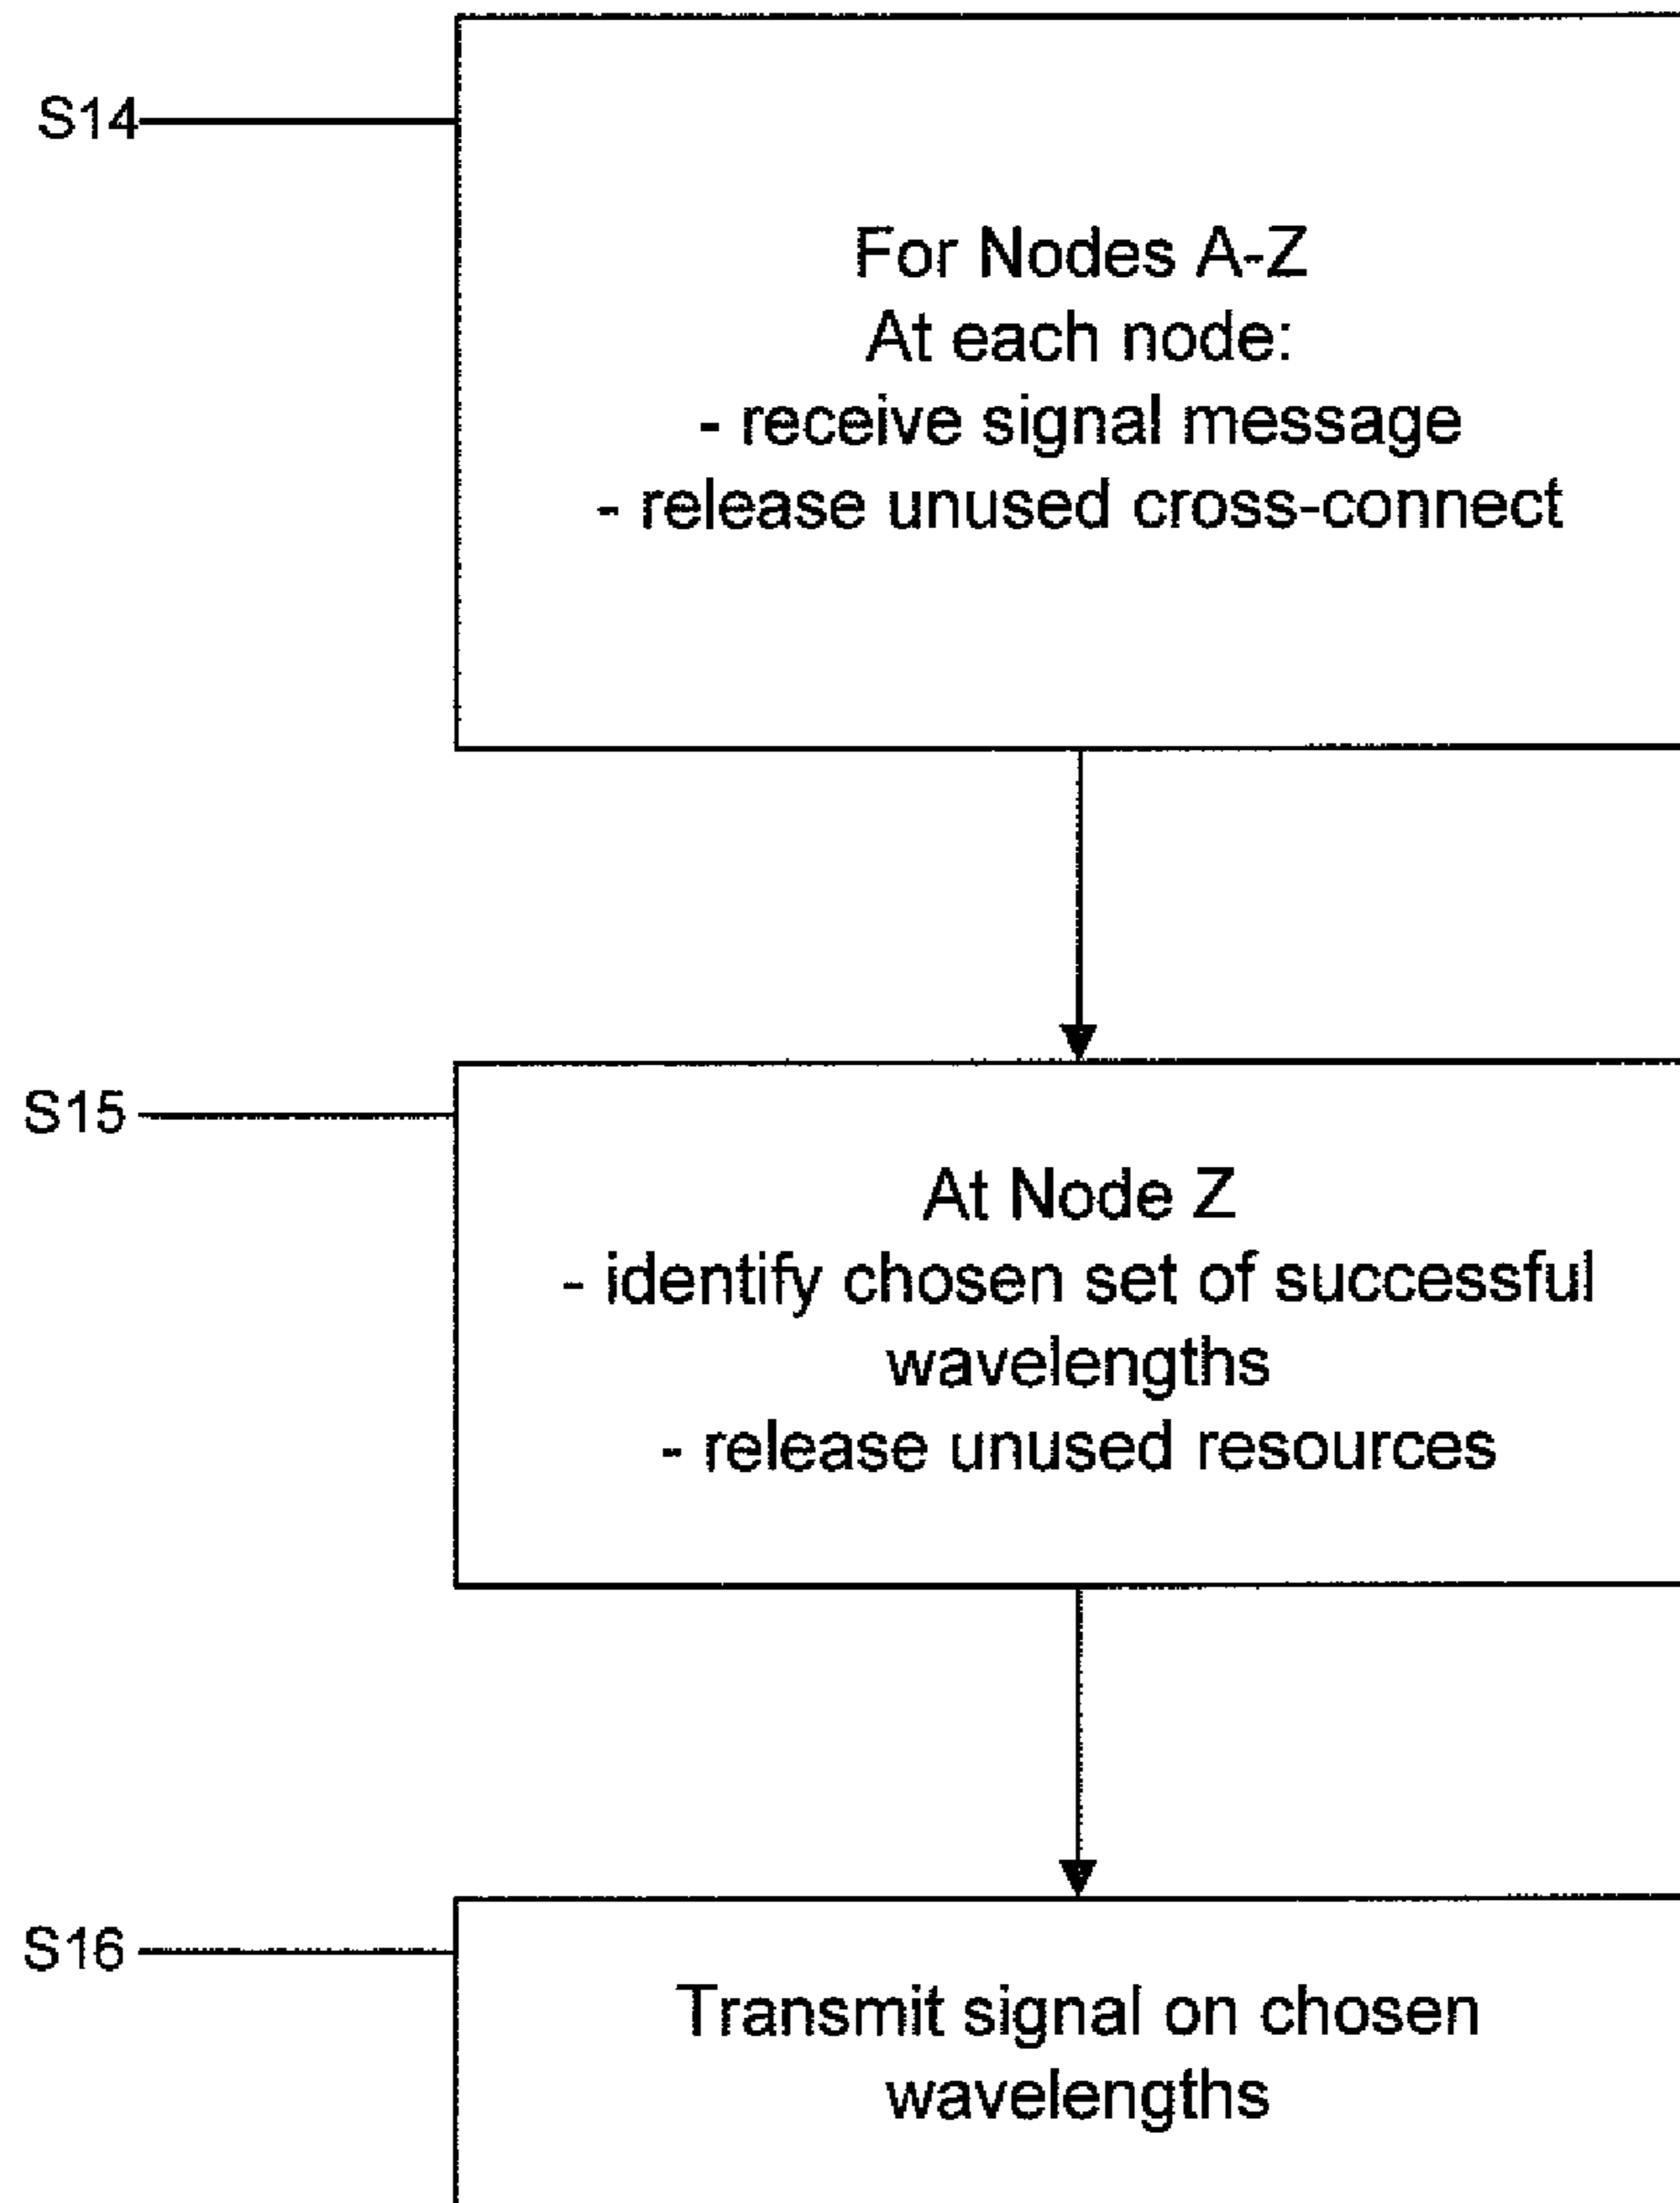 S14
For Nodes A-Z
At each node:
- receive signal message
- release unused cross-connect
S15
At Node Z
- identify chosen set of successful
wavelengths
- release unused resources
S16
Transmit signal on chosen
wavelengths